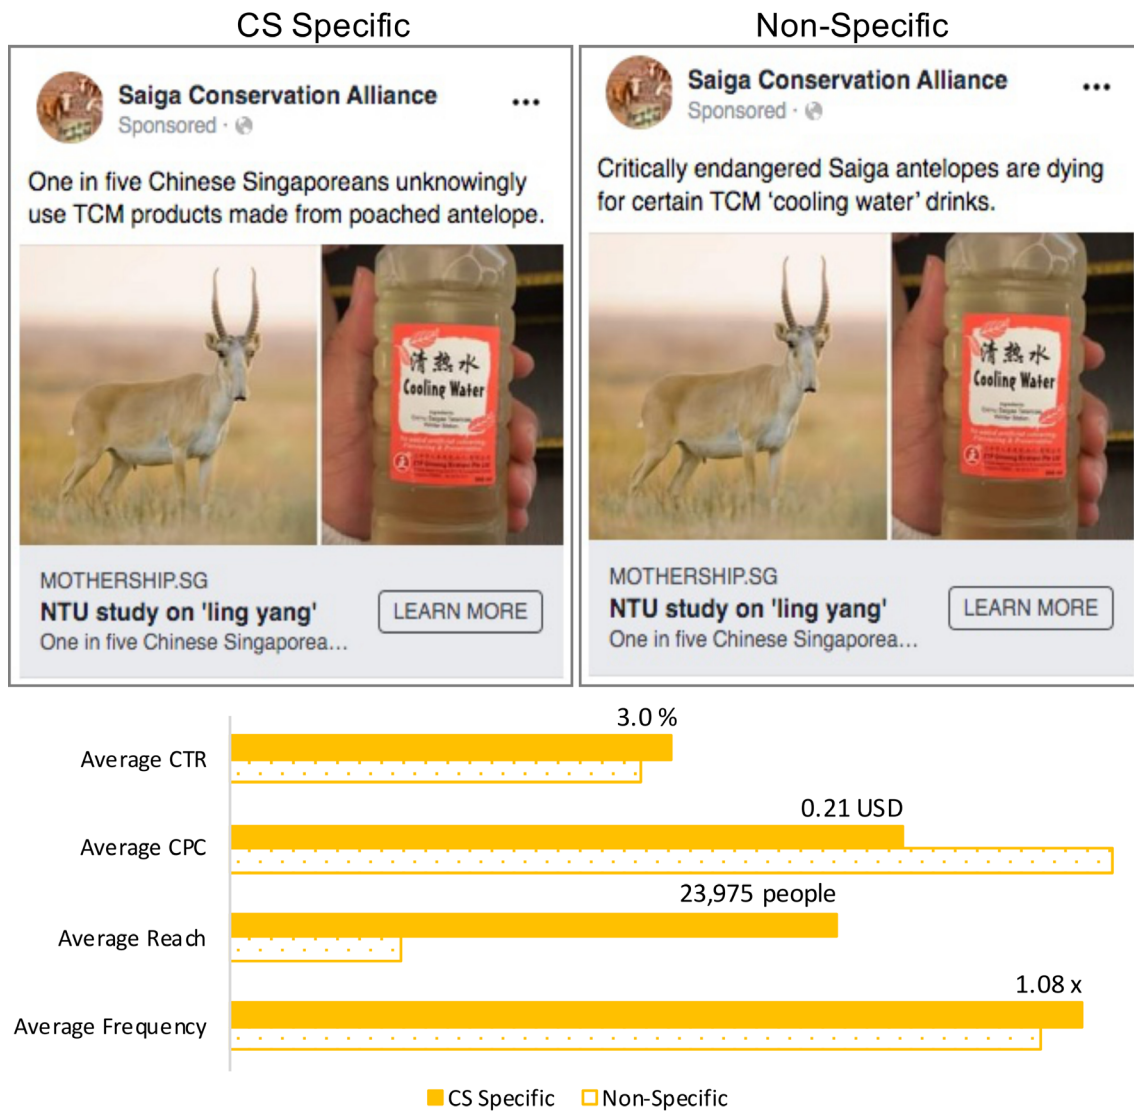 CS Specific
Non-Specific
Saiga Conservation Alliance
Sponsored ·
One in five Chinese Singaporeans unknowingly
use TCM products made from poached antelope.
清热水
Cooling Water
MOTHERSHIP.SG
NTU study on 'ling yang'
One in five Chinese Singaporea...
LEARN MORE
Saiga Conservation Alliance
Sponsored ·
Critically endangered Saiga antelopes are dying
for certain TCM ‘cooling water’ drinks.
清热水
Cooling Water
MOTHERSHIP.SG
NTU study on 'ling yang'
One in five Chinese Singaporea...
LEARN MORE
3.0 %
Average CTR
0.21 USD
Average CPC
23,975 people
Average Reach
1.08 x
Average Frequency
CS Specific
Non-Specific